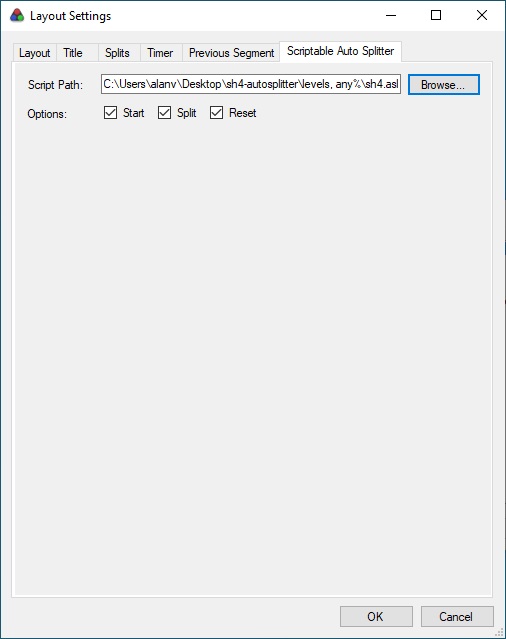 Layout Settings
Layout Title Splits Timer Previous Segment Scriptable Auto Splitter
Script Path: C:\Users\alanv\Desktop\sh4-autosplitter\levels, any%\sh4.asl Browse...
Options: Start Split Reset
OK Cancel